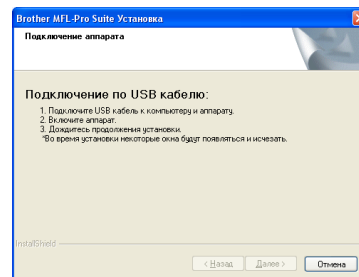 Brother MFL-Pro Suite Установка
Подключение аппарата
Подключение по USB кабелю:
1. Подключите USB кабель к компьютеру и аппарату.
2. Включите аппарат.
3. Дождитесь продолжения установки.
*Во время установки некоторые окна будут появляться и исчезать.
InstallShield
< Назад Далее > Отмена